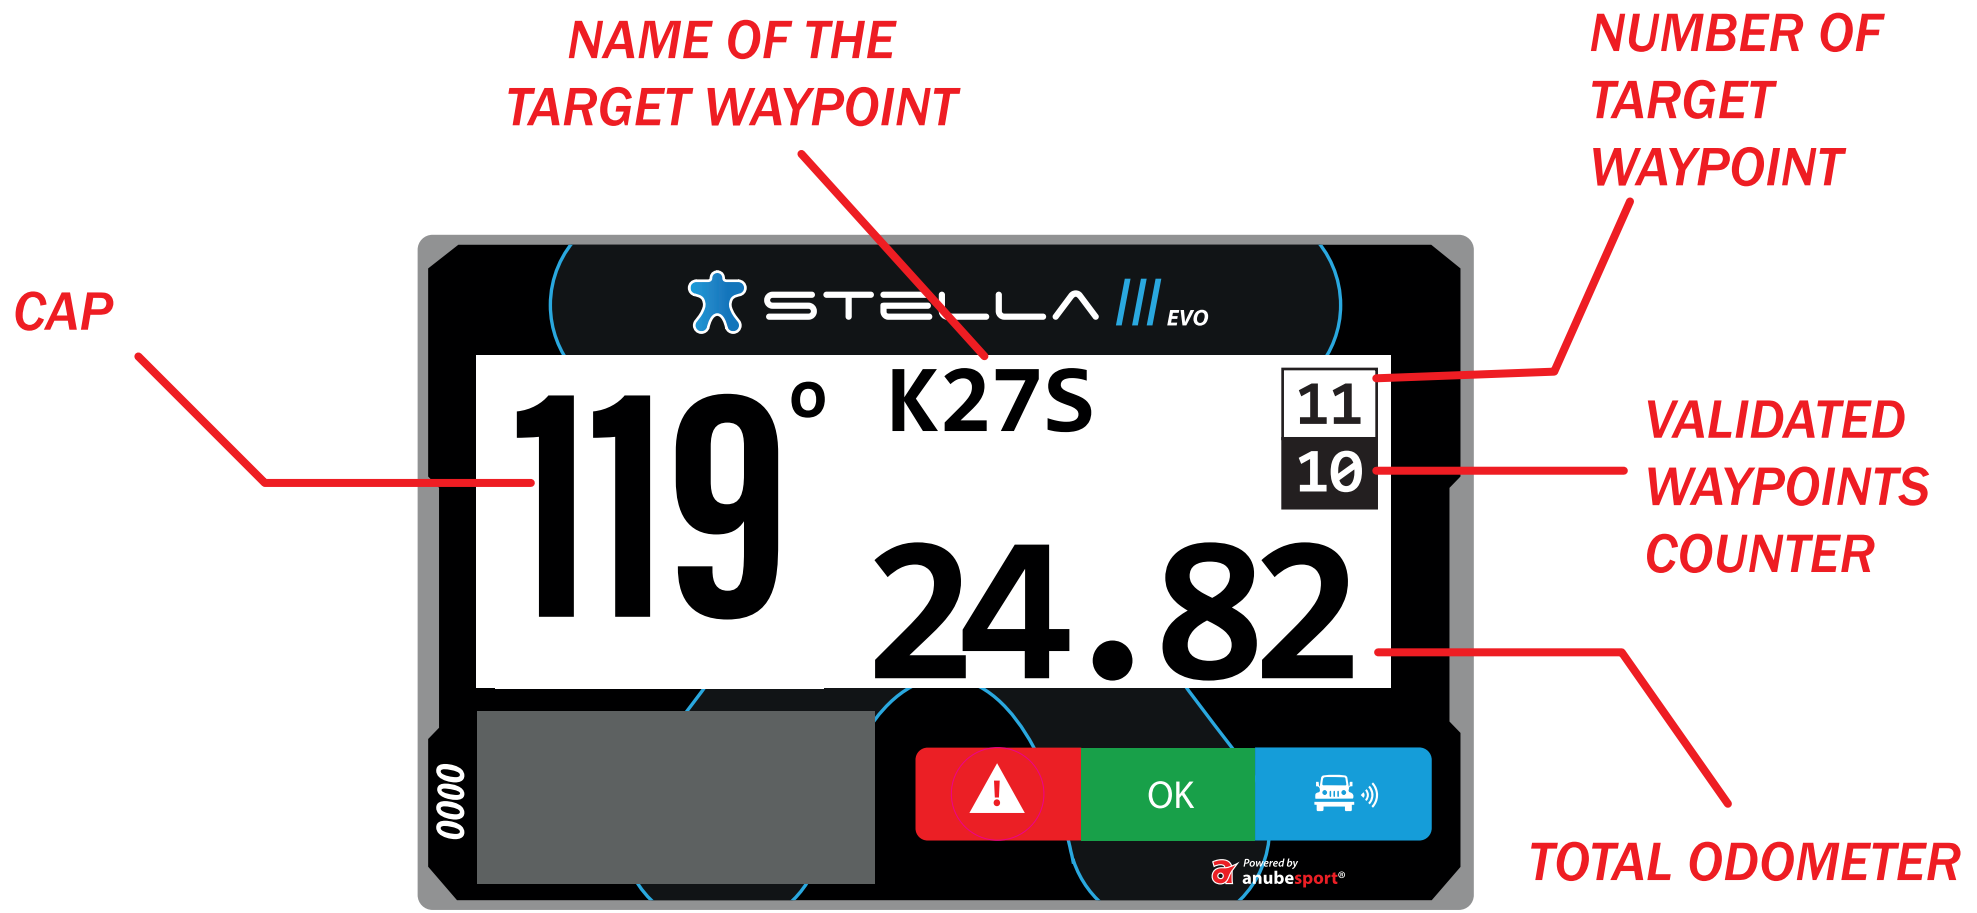 NAME OF THE
TARGET WAYPOINT
NUMBER OF
TARGET
WAYPOINT
CAP
STELLA III EVO
119º
K27S
11
10
VALIDATED
WAYPOINTS
COUNTER
24.82
0000
!
OK
TOTAL ODOMETER
Powered by
anubesport®